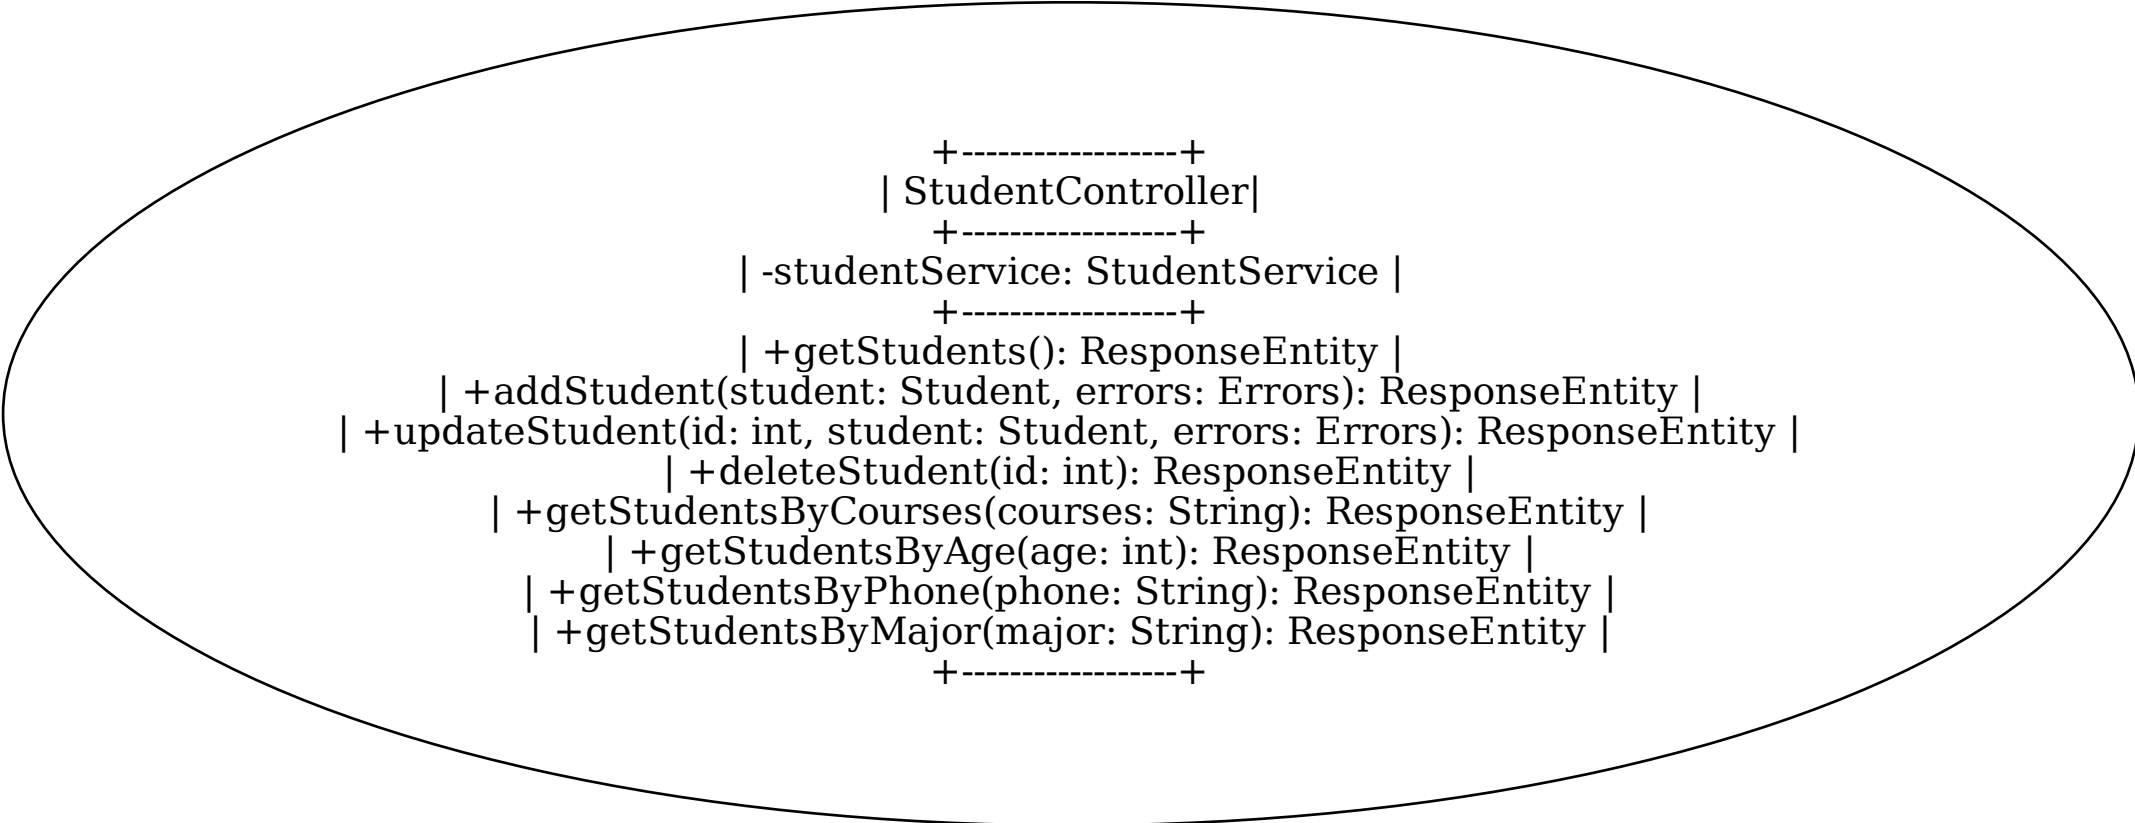 +------------------+
| StudentController|
+------------------+
| -studentService: StudentService |
+------------------+
| +getStudents(): ResponseEntity |
| +addStudent(student: Student, errors: Errors): ResponseEntity |
| +updateStudent(id: int, student: Student, errors: Errors): ResponseEntity |
| +deleteStudent(id: int): ResponseEntity |
| +getStudentsByCourses(courses: String): ResponseEntity |
| +getStudentsByAge(age: int): ResponseEntity |
| +getStudentsByPhone(phone: String): ResponseEntity |
| +getStudentsByMajor(major: String): ResponseEntity |
+------------------+